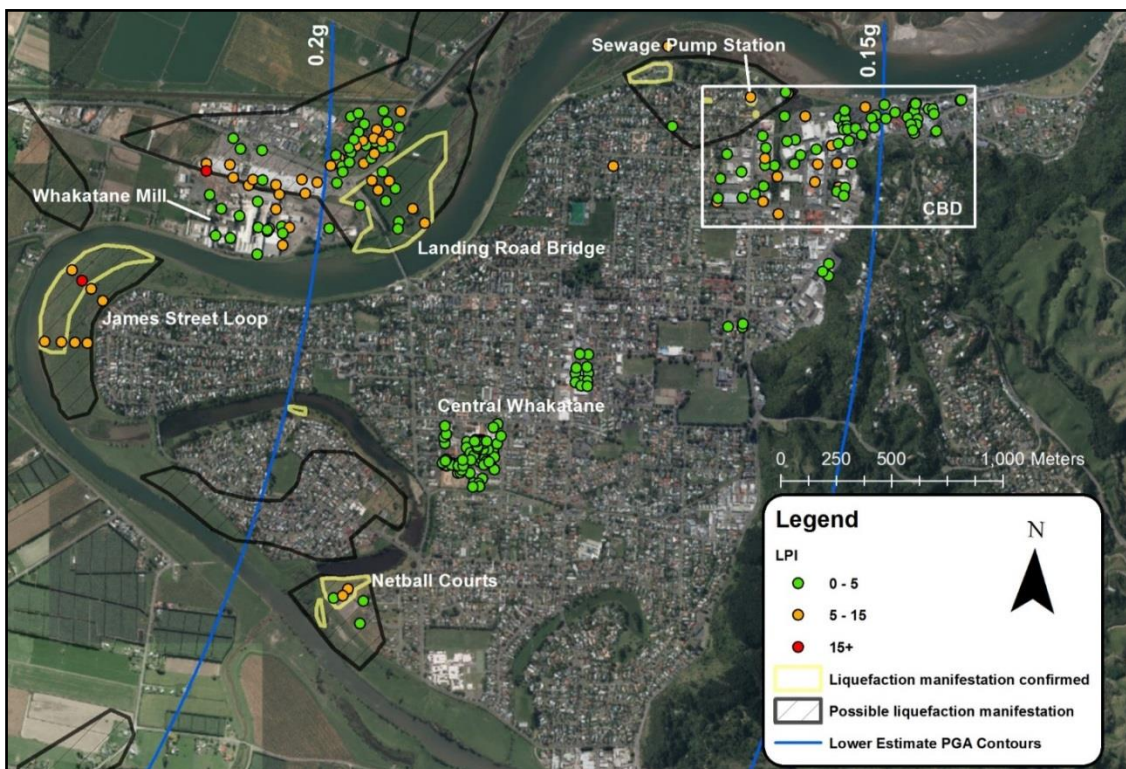 0.2g
Sewage Pump Station
0.15g
Whakatane Mill
CBD
Landing Road Bridge
James Street Loop
Central Whakatane
0 250 500 1,000 Meters
Netball Courts
Legend
N
LPI
0 - 5
5 - 15
15+
Liquefaction manifestation confirmed
Possible liquefaction manifestation
Lower Estimate PGA Contours